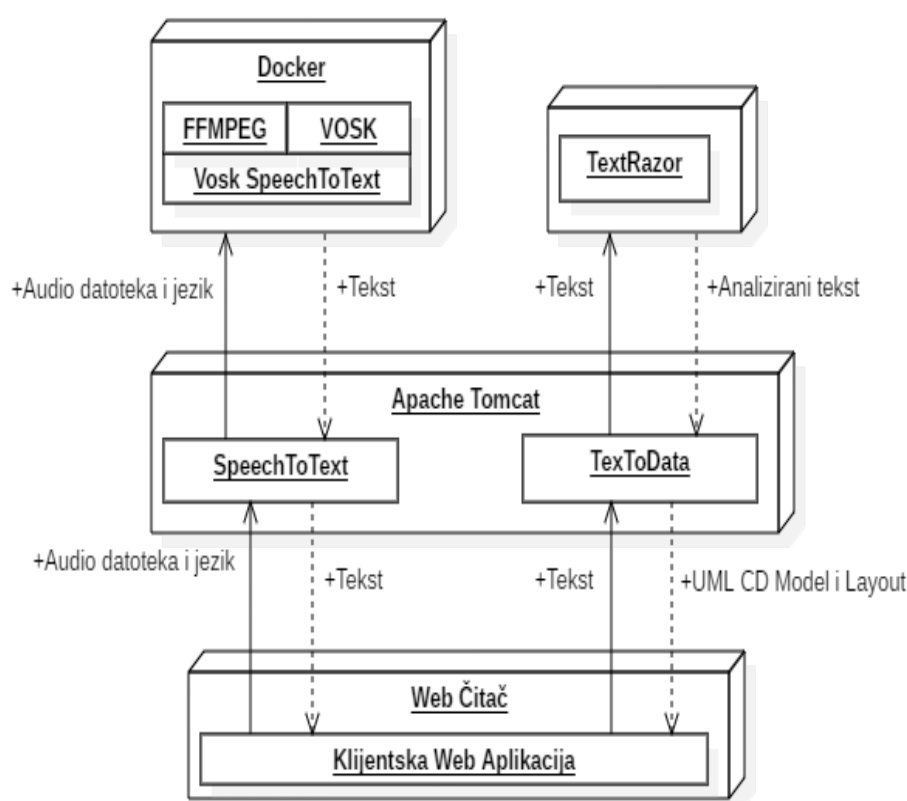 Docker
FFMPEG
VOSK
Vosk SpeechToText
TextRazor
+Audio datoteka i jezik
+Tekst
+Tekst
+Analizirani tekst
Apache Tomcat
SpeechToText
TexToData
+Audio datoteka i jezik
+Tekst
+Tekst
+UML CD Model i Layout
Web Čitač
Klijentska Web Aplikacija